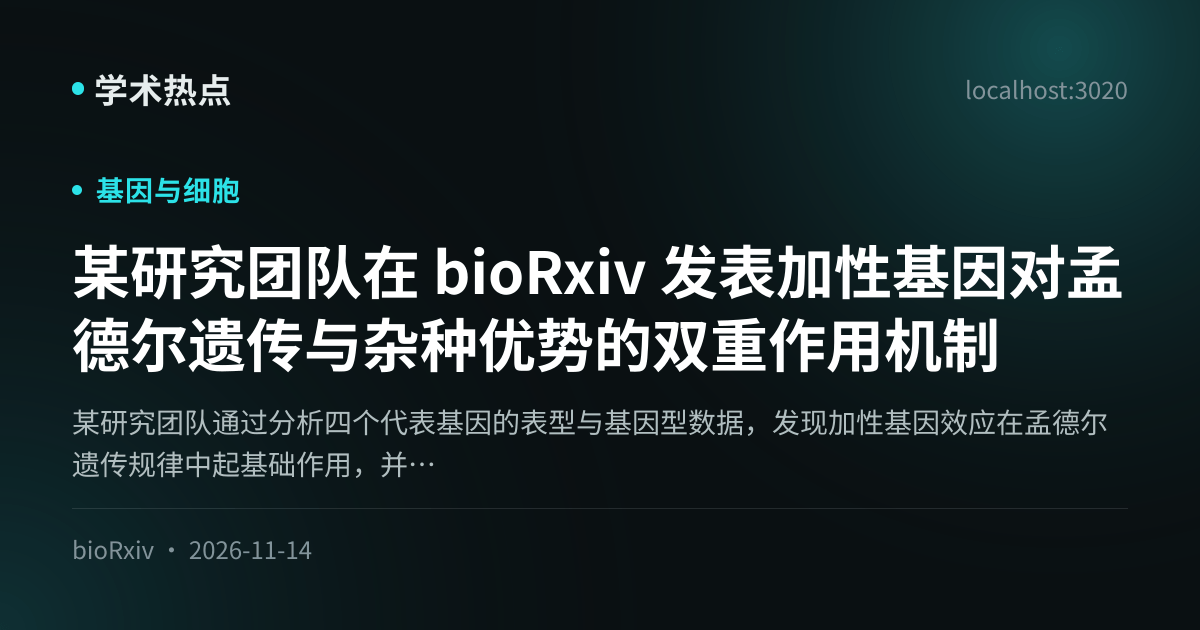 学术热点
localhost:3020
基因与细胞
某研究团队在 bioRxiv 发表加性基因对孟
德尔遗传与杂种优势的双重作用机制
某研究团队通过分析四个代表基因的表型与基因型数据，发现加性基因效应在孟德尔
遗传规律中起基础作用，并…
bioRxiv · 2026-11-14